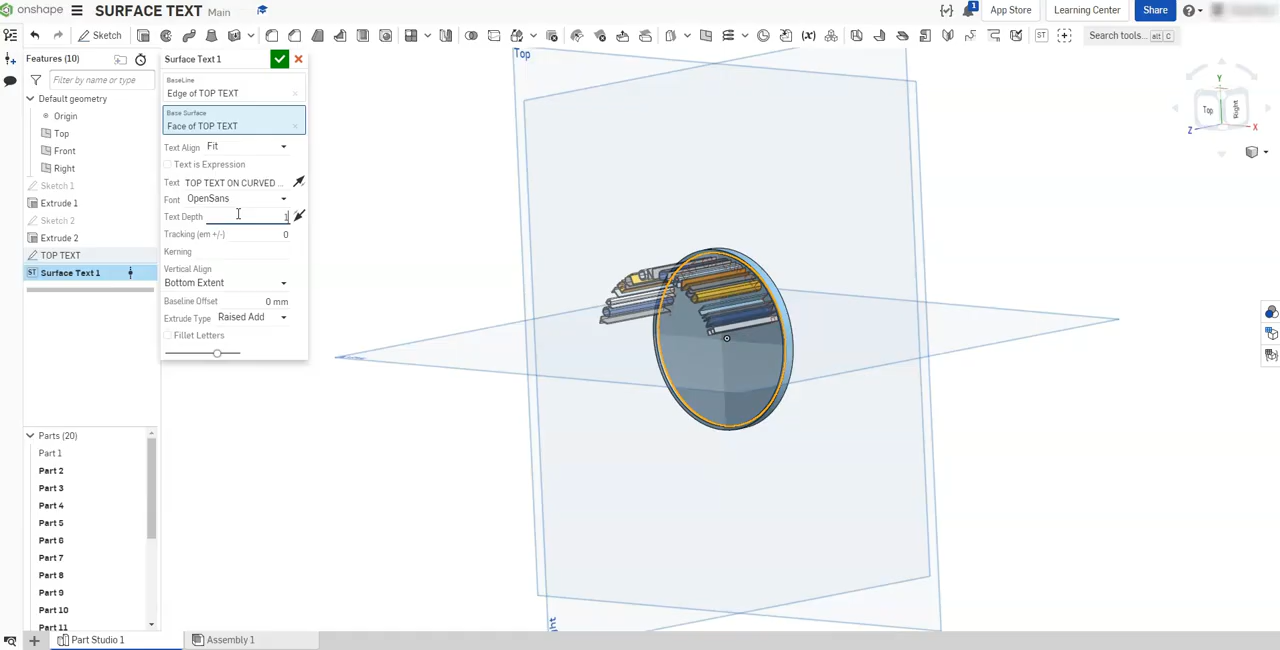 onshape SURFACE TEXT Main
App Store Learning Center Share
1
Sketch
ST
Search tools... alt C
Features (10)
Filter by name or type
Default geometry
Origin
Top
Front
Right
Sketch 1
Extrude 1
Sketch 2
Extrude 2
TOP TEXT
ST Surface Text 1
Surface Text 1
BaseLine
Edge of TOP TEXT
Base Surface
Face of TOP TEXT
Text Align Fit
Text is Expression
Text TOP TEXT ON CURVED ...
Font OpenSans
Text Depth 1
Tracking (em +/-) 0
Kerning
Vertical Align
Bottom Extent
Baseline Offset 0 mm
Extrude Type Raised Add
Fillet Letters
Top
ht
Y
Top Right
Z X
Parts (20)
Part 1
Part 2
Part 3
Part 4
Part 5
Part 6
Part 7
Part 8
Part 9
Part 10
Part 11
Part Studio 1
Assembly 1